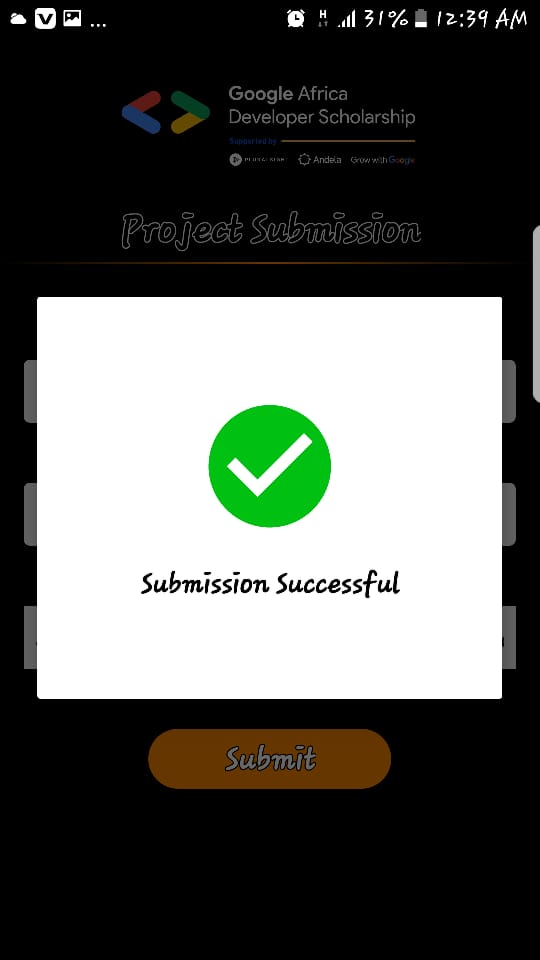 ... H 31% 12:39 AM
Google Africa
Developer Scholarship
Supported by
PLURALSIGHT Andela Grow with Google
Project Submission
Submission Successful
Submit